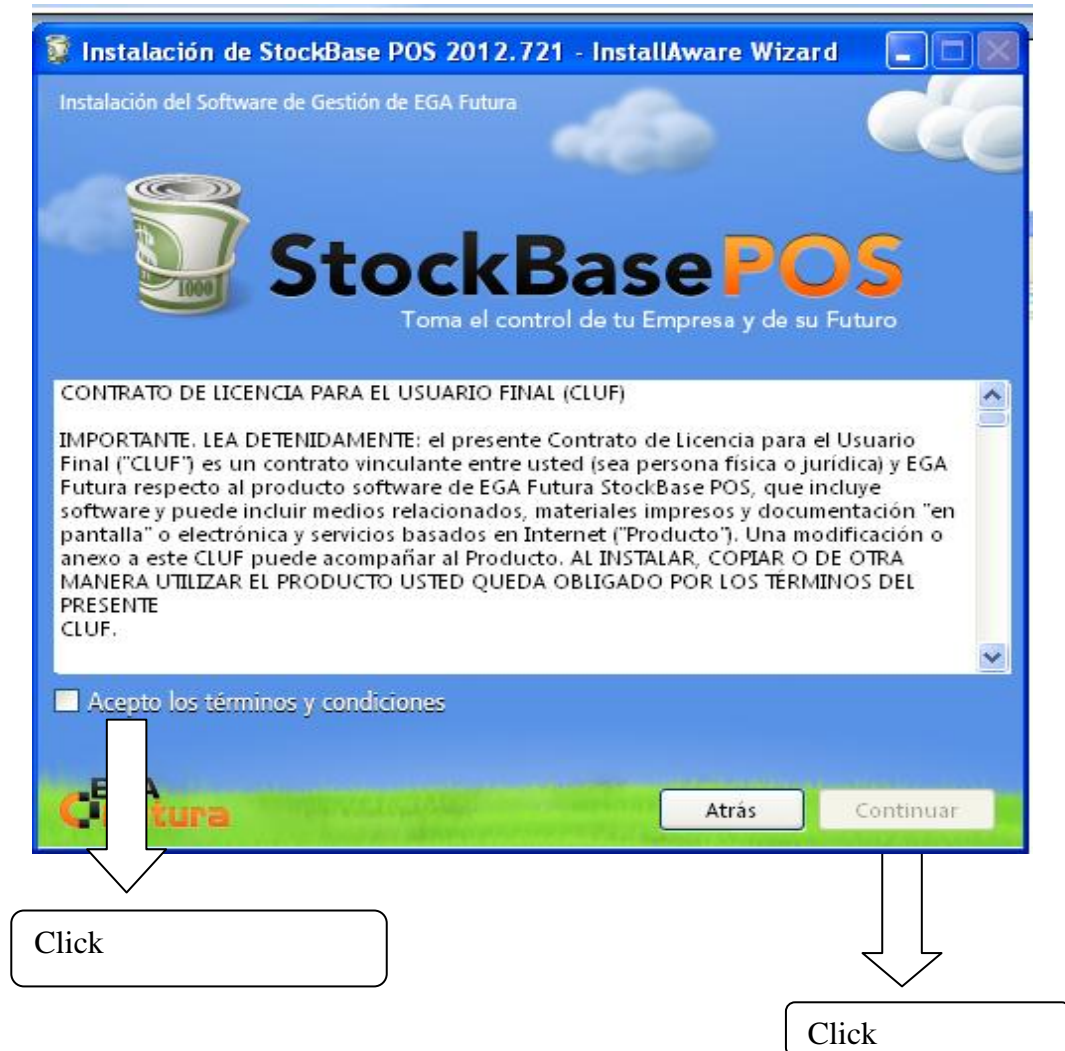 Instalación de StockBase POS 2012.721 - InstallAware Wizard
Instalación del Software de Gestión de EGA Futura
1000
StockBasePOS
Toma el control de tu Empresa y de su Futuro
CONTRATO DE LICENCIA PARA EL USUARIO FINAL (CLUF)
IMPORTANTE. LEA DETENIDAMENTE: el presente Contrato de Licencia para el Usuario
Final ("CLUF") es un contrato vinculante entre usted (sea persona física o jurídica) y EGA
Futura respecto al producto software de EGA Futura StockBase POS, que incluye
software y puede incluir medios relacionados, materiales impresos y documentación "en
pantalla" o electrónica y servicios basados en Internet ("Producto"). Una modificación o
anexo a este CLUF puede acompañar al Producto. AL INSTALAR, COPIAR O DE OTRA
MANERA UTILIZAR EL PRODUCTO USTED QUEDA OBLIGADO POR LOS TÉRMINOS DEL
PRESENTE
CLUF.
Acepto los términos y condiciones
Atrás
Continuar
Click
Click